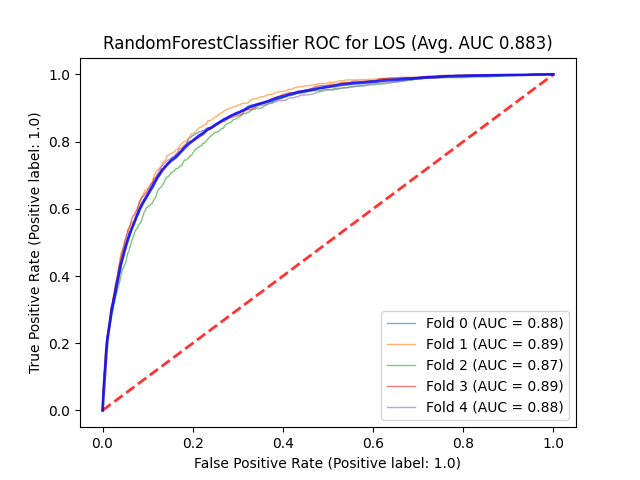 RandomForestClassifier ROC for LOS (Avg. AUC 0.883)
True Positive Rate (Positive label: 1.0)
1.0
0.8
0.6
0.4
0.2
0.0
Fold 0 (AUC = 0.88)
Fold 1 (AUC = 0.89)
Fold 2 (AUC = 0.87)
Fold 3 (AUC = 0.89)
Fold 4 (AUC = 0.88)
0.0 0.2 0.4 0.6 0.8 1.0
False Positive Rate (Positive label: 1.0)